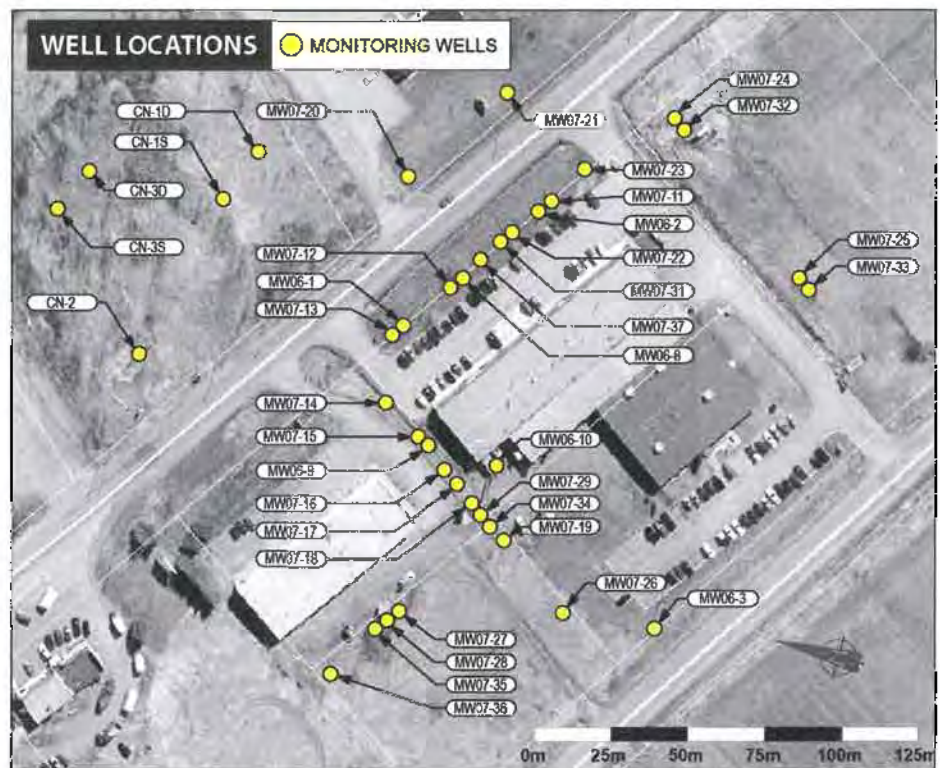 WELL LOCATIONS
MONITORING WELLS
MW07-24
MW07-32
CN-1D
MW07-20
MW07-21
CN-1S
CN-3D
MW07-23
MW07-11
CN-3S
MW06-2
MW07-12
MW07-22
MW07-25
MW07-33
MW06-1
MW07-31
CN-2
MW07-13
MW07-37
MW06-8
MW07-14
MW07-15
MW06-10
MW06-9
MW07-29
MW07-16
MW07-34
MW07-17
MW07-19
MW07-18
MW07-26
MW06-3
MW07-27
MW07-28
MW07-35
MW07-36
0m 25m 50m 75m 100m 125m